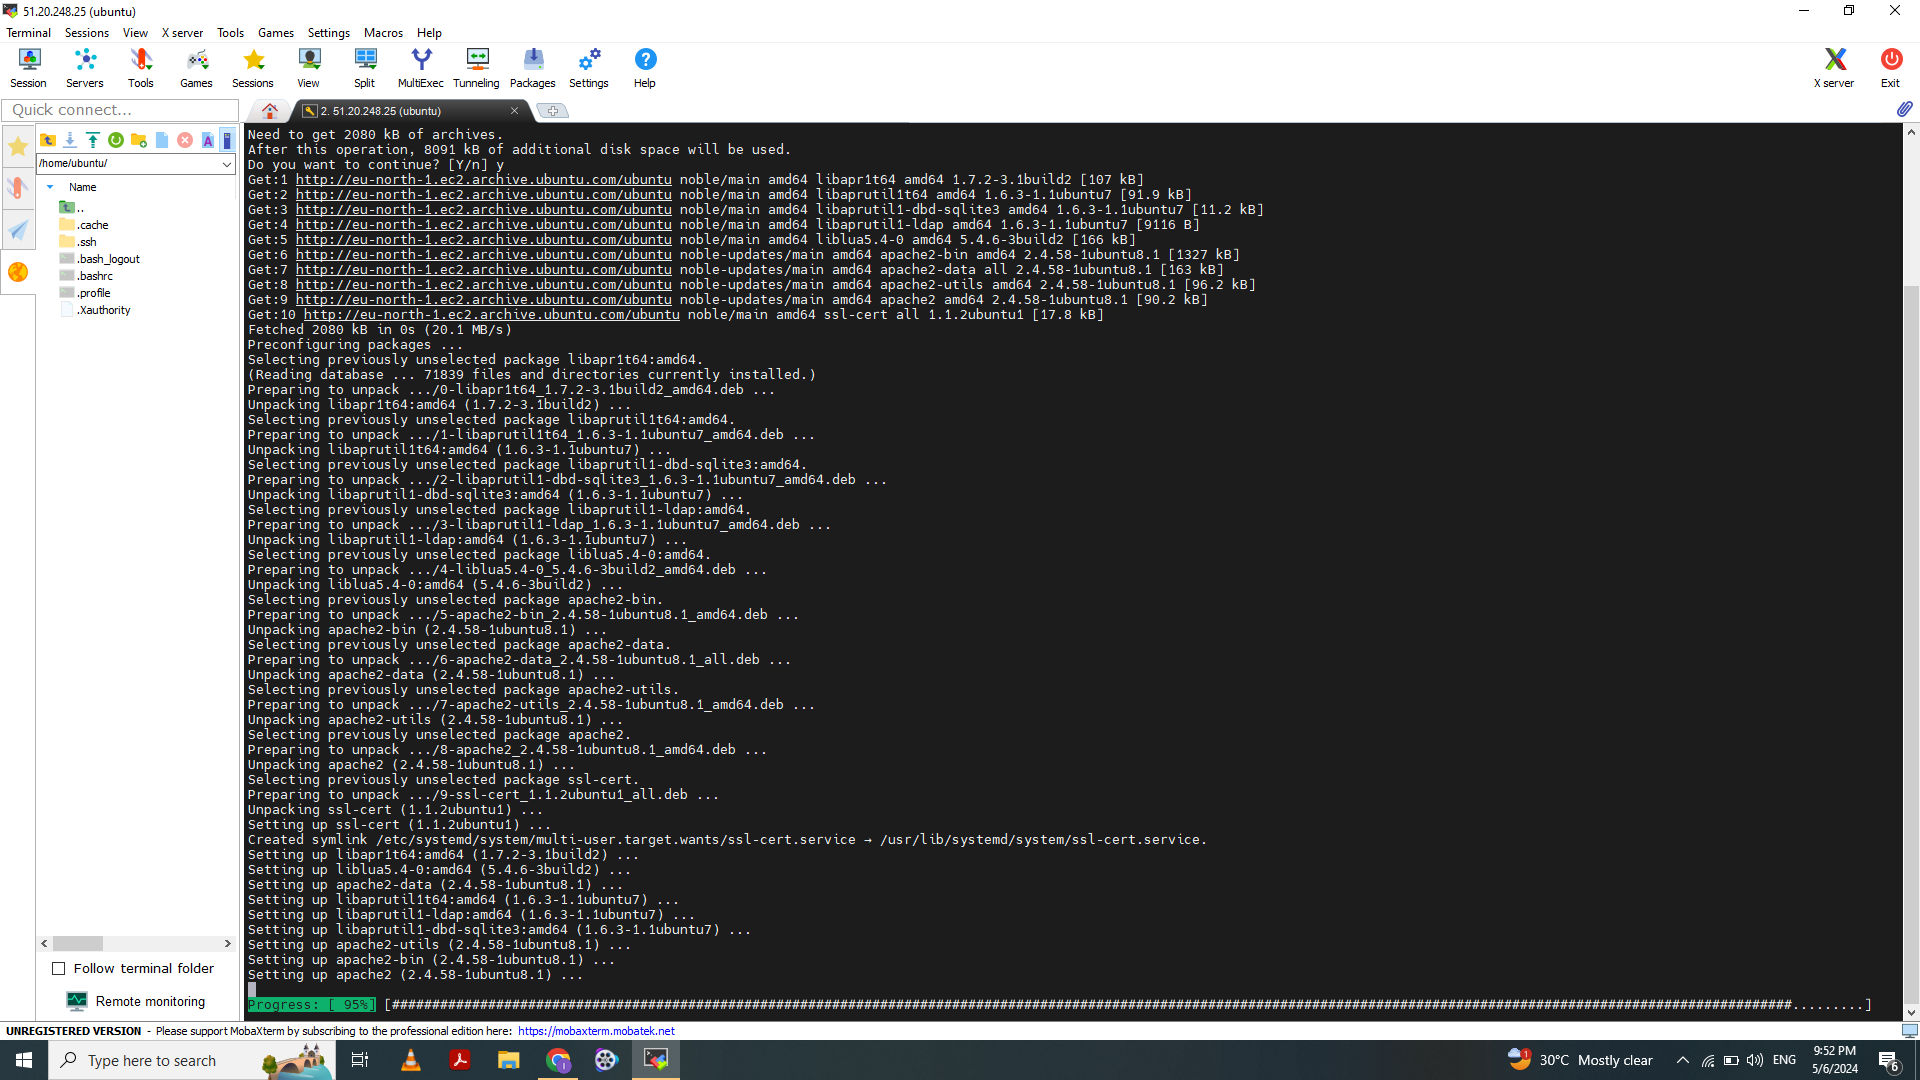 51.20.248.25 (ubuntu)
Terminal Sessions View X server Tools Games Settings Macros Help
Session Servers Tools Games Sessions View Split MultiExec Tunneling Packages Settings Help X server Exit
Quick connect...
2. 51.20.248.25 (ubuntu)
/home/ubuntu/
Name
..
.cache
.ssh
.bash_logout
.bashrc
.profile
.Xauthority
Follow terminal folder
Remote monitoring
Need to get 2080 kB of archives.
After this operation, 8091 kB of additional disk space will be used.
Do you want to continue? [Y/n] y
Get:1 http://eu-north-1.ec2.archive.ubuntu.com/ubuntu noble/main amd64 libapr1t64 amd64 1.7.2-3.1build2 [107 kB]
Get:2 http://eu-north-1.ec2.archive.ubuntu.com/ubuntu noble/main amd64 libaprutil1t64 amd64 1.6.3-1.1ubuntu7 [91.9 kB]
Get:3 http://eu-north-1.ec2.archive.ubuntu.com/ubuntu noble/main amd64 libaprutil1-dbd-sqlite3 amd64 1.6.3-1.1ubuntu7 [11.2 kB]
Get:4 http://eu-north-1.ec2.archive.ubuntu.com/ubuntu noble/main amd64 libaprutil1-ldap amd64 1.6.3-1.1ubuntu7 [9116 B]
Get:5 http://eu-north-1.ec2.archive.ubuntu.com/ubuntu noble/main amd64 liblua5.4-0 amd64 5.4.6-3build2 [166 kB]
Get:6 http://eu-north-1.ec2.archive.ubuntu.com/ubuntu noble-updates/main amd64 apache2-bin amd64 2.4.58-1ubuntu8.1 [1327 kB]
Get:7 http://eu-north-1.ec2.archive.ubuntu.com/ubuntu noble-updates/main amd64 apache2-data all 2.4.58-1ubuntu8.1 [163 kB]
Get:8 http://eu-north-1.ec2.archive.ubuntu.com/ubuntu noble-updates/main amd64 apache2-utils amd64 2.4.58-1ubuntu8.1 [96.2 kB]
Get:9 http://eu-north-1.ec2.archive.ubuntu.com/ubuntu noble-updates/main amd64 apache2 amd64 2.4.58-1ubuntu8.1 [90.2 kB]
Get:10 http://eu-north-1.ec2.archive.ubuntu.com/ubuntu noble/main amd64 ssl-cert all 1.1.2ubuntu1 [17.8 kB]
Fetched 2080 kB in 0s (20.1 MB/s)
Preconfiguring packages ...
Selecting previously unselected package libapr1t64:amd64.
(Reading database ... 71839 files and directories currently installed.)
Preparing to unpack .../0-libapr1t64_1.7.2-3.1build2_amd64.deb ...
Unpacking libapr1t64:amd64 (1.7.2-3.1build2) ...
Selecting previously unselected package libaprutil1t64:amd64.
Preparing to unpack .../1-libaprutil1t64_1.6.3-1.1ubuntu7_amd64.deb ...
Unpacking libaprutil1t64:amd64 (1.6.3-1.1ubuntu7) ...
Selecting previously unselected package libaprutil1-dbd-sqlite3:amd64.
Preparing to unpack .../2-libaprutil1-dbd-sqlite3_1.6.3-1.1ubuntu7_amd64.deb ...
Unpacking libaprutil1-dbd-sqlite3:amd64 (1.6.3-1.1ubuntu7) ...
Selecting previously unselected package libaprutil1-ldap:amd64.
Preparing to unpack .../3-libaprutil1-ldap_1.6.3-1.1ubuntu7_amd64.deb ...
Unpacking libaprutil1-ldap:amd64 (1.6.3-1.1ubuntu7) ...
Selecting previously unselected package liblua5.4-0:amd64.
Preparing to unpack .../4-liblua5.4-0_5.4.6-3build2_amd64.deb ...
Unpacking liblua5.4-0:amd64 (5.4.6-3build2) ...
Selecting previously unselected package apache2-bin.
Preparing to unpack .../5-apache2-bin_2.4.58-1ubuntu8.1_amd64.deb ...
Unpacking apache2-bin (2.4.58-1ubuntu8.1) ...
Selecting previously unselected package apache2-data.
Preparing to unpack .../6-apache2-data_2.4.58-1ubuntu8.1_all.deb ...
Unpacking apache2-data (2.4.58-1ubuntu8.1) ...
Selecting previously unselected package apache2-utils.
Preparing to unpack .../7-apache2-utils_2.4.58-1ubuntu8.1_amd64.deb ...
Unpacking apache2-utils (2.4.58-1ubuntu8.1) ...
Selecting previously unselected package apache2.
Preparing to unpack .../8-apache2_2.4.58-1ubuntu8.1_amd64.deb ...
Unpacking apache2 (2.4.58-1ubuntu8.1) ...
Selecting previously unselected package ssl-cert.
Preparing to unpack .../9-ssl-cert_1.1.2ubuntu1_all.deb ...
Unpacking ssl-cert (1.1.2ubuntu1) ...
Setting up ssl-cert (1.1.2ubuntu1) ...
Created symlink /etc/systemd/system/multi-user.target.wants/ssl-cert.service → /usr/lib/systemd/system/ssl-cert.service.
Setting up libapr1t64:amd64 (1.7.2-3.1build2) ...
Setting up liblua5.4-0:amd64 (5.4.6-3build2) ...
Setting up apache2-data (2.4.58-1ubuntu8.1) ...
Setting up libaprutil1t64:amd64 (1.6.3-1.1ubuntu7) ...
Setting up libaprutil1-ldap:amd64 (1.6.3-1.1ubuntu7) ...
Setting up libaprutil1-dbd-sqlite3:amd64 (1.6.3-1.1ubuntu7) ...
Setting up apache2-utils (2.4.58-1ubuntu8.1) ...
Setting up apache2-bin (2.4.58-1ubuntu8.1) ...
Setting up apache2 (2.4.58-1ubuntu8.1) ...
Progress: [ 95%] [###############################################################################################################################################################################.........]
UNREGISTERED VERSION - Please support MobaXterm by subscribing to the professional edition here: https://mobaxterm.mobatek.net
Type here to search
1 30°C Mostly clear ENG 9:52 PM
5/6/2024
6